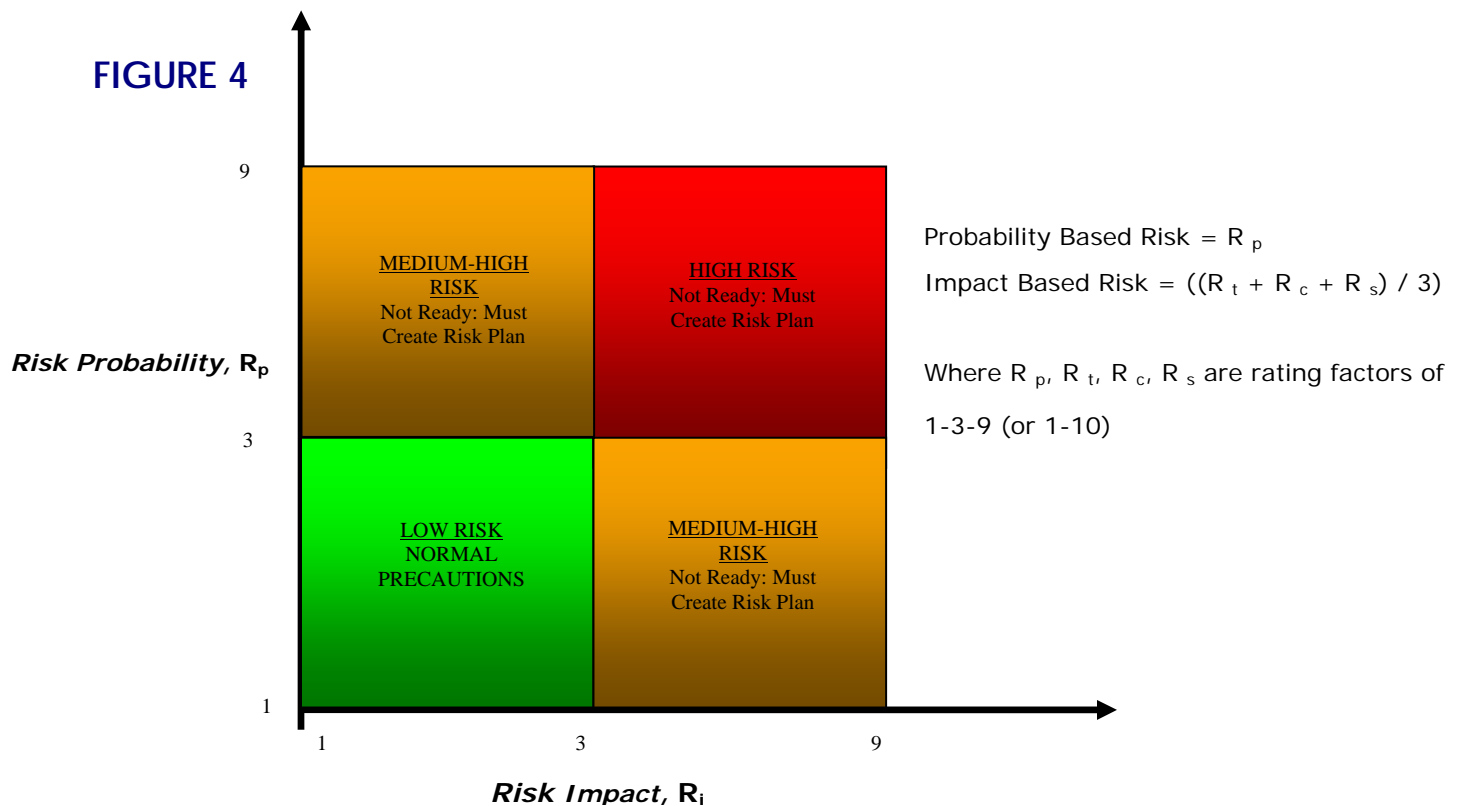 FIGURE 4
9
MEDIUM-HIGH
RISK
Not Ready: Must
Create Risk Plan
HIGH RISK
Not Ready: Must
Create Risk Plan
Probability Based Risk = R p
Impact Based Risk = ((R t + R c + R s) / 3)
Where R p, R t, R c, R s are rating factors of
1-3-9 (or 1-10)
Risk Probability, Rp
3
LOW RISK
NORMAL
PRECAUTIONS
MEDIUM-HIGH
RISK
Not Ready: Must
Create Risk Plan
1
1
3
9
Risk Impact, Ri